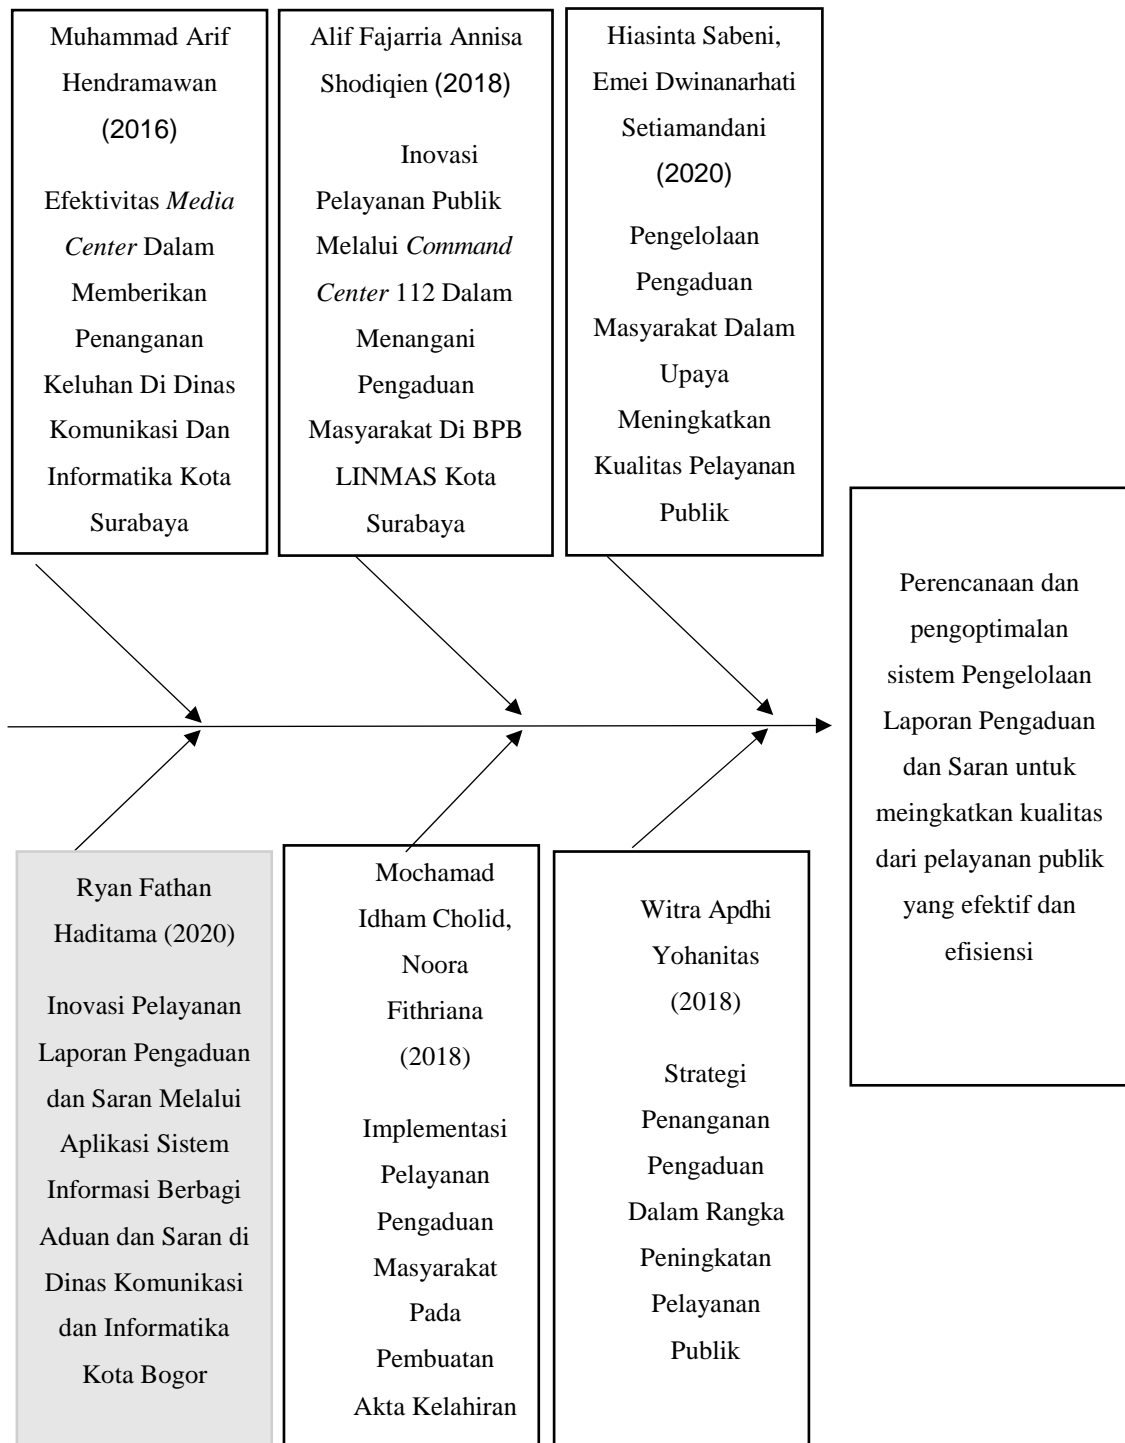 Muhammad Arif
Hendramawan
(2016)
Efektivitas Media
Center Dalam
Memberikan
Penanganan
Keluhan Di Dinas
Komunikasi Dan
Informatika Kota
Surabaya
Alif Fajarria Annisa
Shodiqien (2018)
Inovasi
Pelayanan Publik
Melalui Command
Center 112 Dalam
Menangani
Pengaduan
Masyarakat Di BPB
LINMAS Kota
Surabaya
Hiasinta Sabeni,
Emei Dwinanarhati
Setiamandani
(2020)
Pengelolaan
Pengaduan
Masyarakat Dalam
Upaya
Meningkatkan
Kualitas Pelayanan
Publik
Perencanaan dan
pengoptimalan
sistem Pengelolaan
Laporan Pengaduan
dan Saran untuk
meingkatkan kualitas
dari pelayanan publik
yang efektif dan
efisiensi
Ryan Fathan
Haditama (2020)
Inovasi Pelayanan
Laporan Pengaduan
dan Saran Melalui
Aplikasi Sistem
Informasi Berbagi
Aduan dan Saran di
Dinas Komunikasi
dan Informatika
Kota Bogor
Mochamad
Idham Cholid,
Noora
Fithriana
(2018)
Implementasi
Pelayanan
Pengaduan
Masyarakat
Pada
Pembuatan
Akta Kelahiran
Witra Apdhi
Yohanitas
(2018)
Strategi
Penanganan
Pengaduan
Dalam Rangka
Peningkatan
Pelayanan
Publik